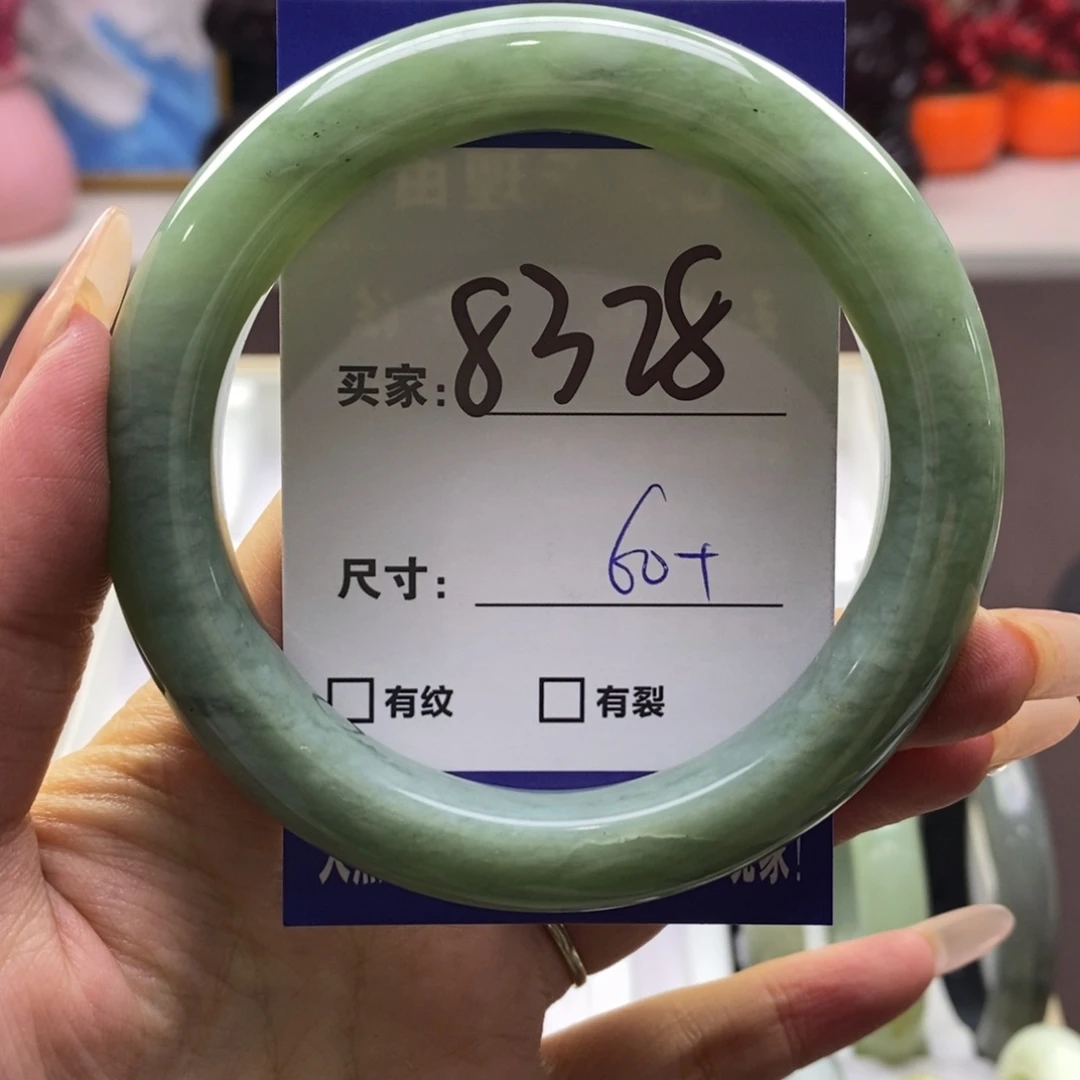 买家: 8328
尺寸: 60+
□有纹 □有裂